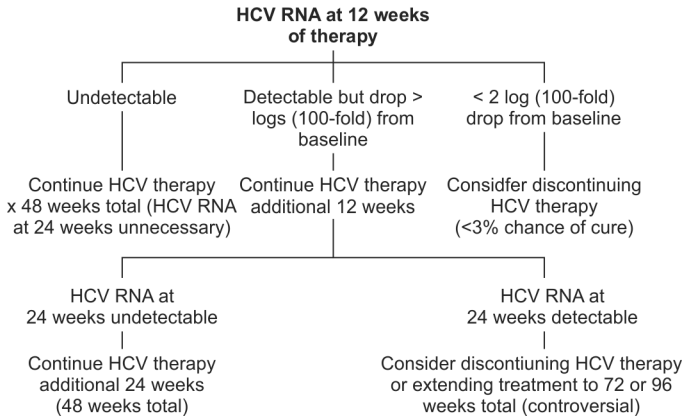 HCV RNA at 12 weeks
of therapy
Undetectable
Detectable but drop >
logs (100-fold) from
baseline
< 2 log (100-fold)
drop from baseline
Continue HCV therapy
x 48 weeks total (HCV RNA
at 24 weeks unnecessary)
Continue HCV therapy
additional 12 weeks
Considfer discontinuing
HCV therapy
(<3% chance of cure)
HCV RNA at
24 weeks undetectable
HCV RNA at
24 weeks detectable
Continue HCV therapy
additional 24 weeks
(48 weeks total)
Consider discontiuning HCV therapy
or extending treatment to 72 or 96
weeks total (controversial)